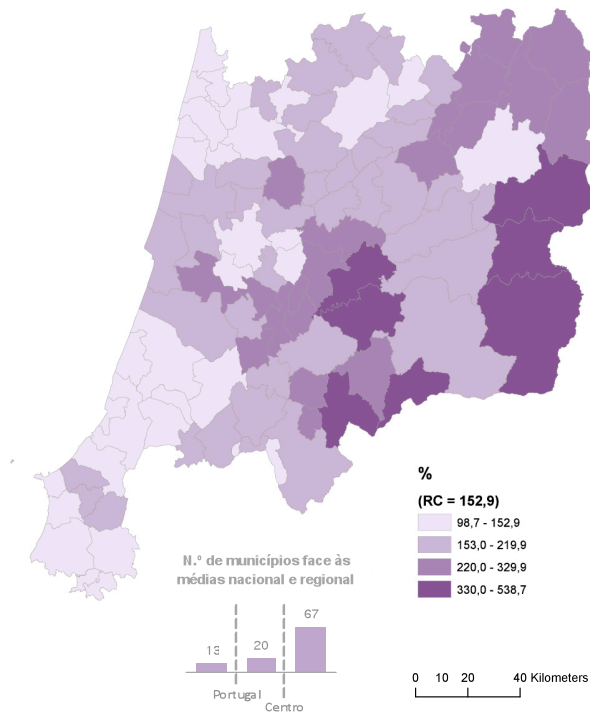 %
(RC = 152,9)
98,7 - 152,9
153,0 - 219,9
220,0 - 329,9
330,0 - 538,7
N.º de municípios face às
médias nacional e regional
13 20 67
Portugal
Centro
0 10 20 40 Kilometers